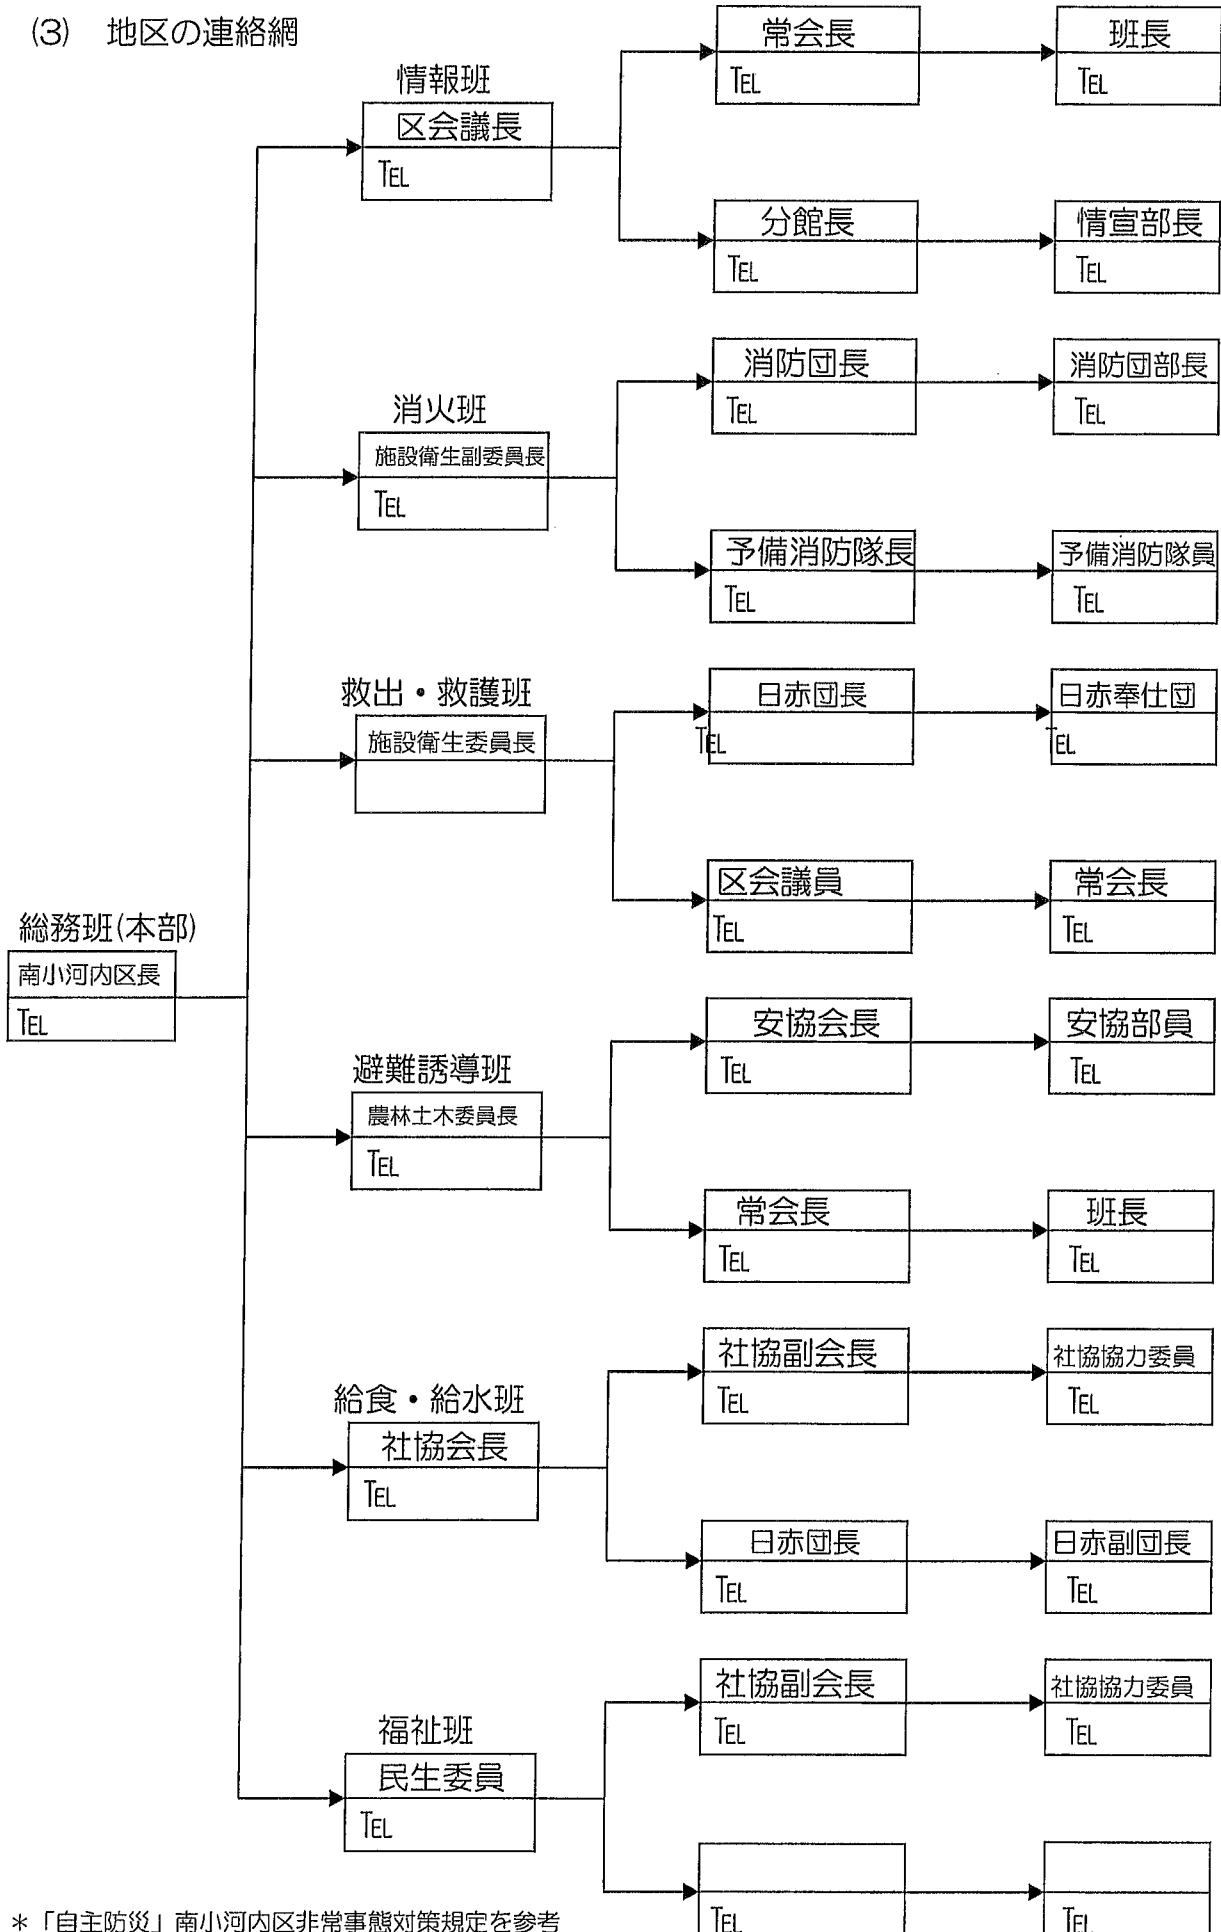 (3) 地区の連絡網
総務班(本部)
南小河内区長
TEL
情報班
区会議長
TEL
常会長
TEL
班長
TEL
分館長
TEL
情宣部長
TEL
消火班
施設衛生副委員長
TEL
消防団長
TEL
消防団部長
TEL
予備消防隊長
TEL
予備消防隊員
TEL
救出・救護班
施設衛生委員長
日赤団長
TEL
日赤奉仕団
TEL
区会議員
TEL
常会長
TEL
避難誘導班
農林土木委員長
TEL
安協会長
TEL
安協部員
TEL
常会長
TEL
班長
TEL
給食・給水班
社協会長
TEL
社協副会長
TEL
社協協力委員
TEL
日赤団長
TEL
日赤副団長
TEL
福祉班
民生委員
TEL
社協副会長
TEL
社協協力委員
TEL
TEL
TEL
*「自主防災」南小河内区非常事態対策規定を参考